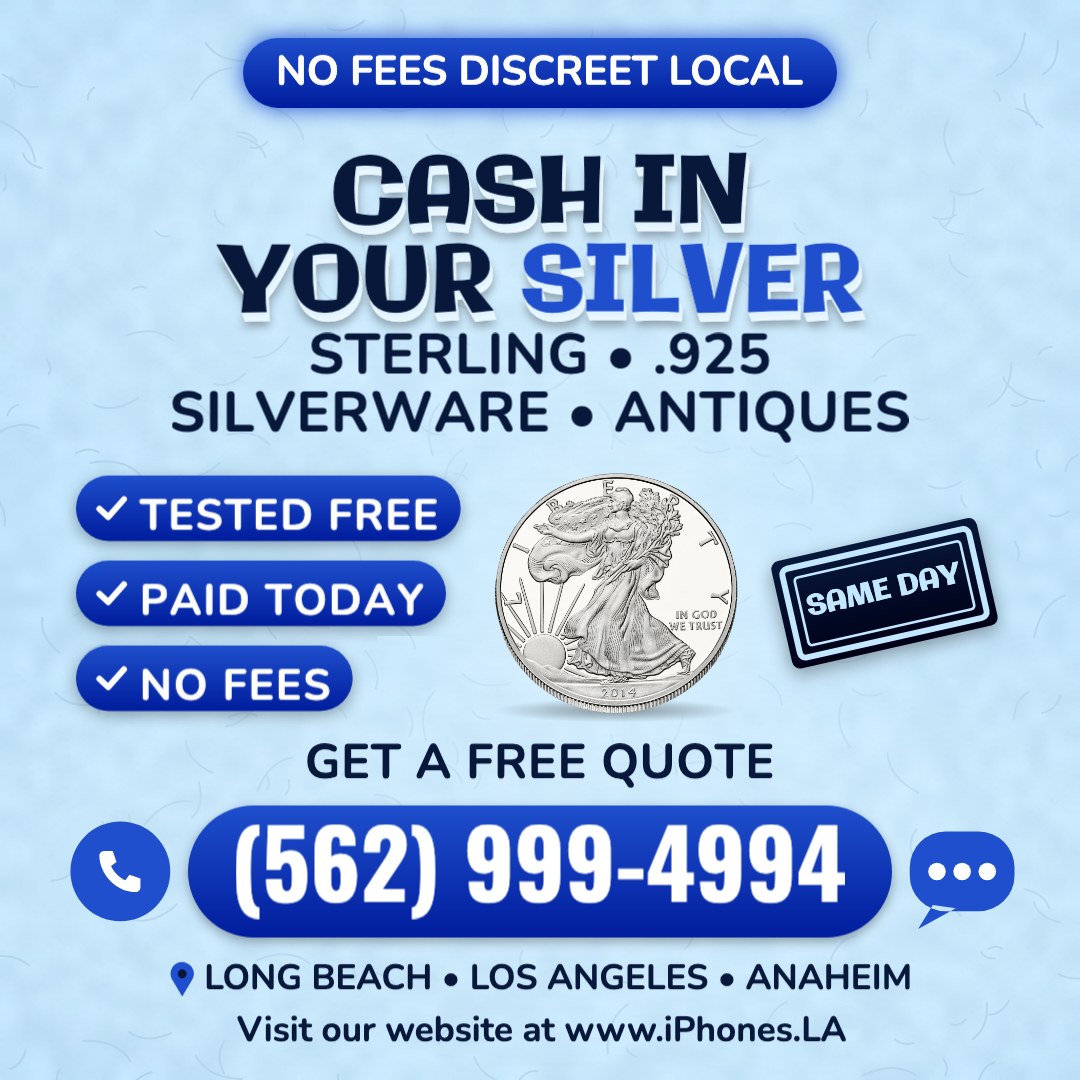 NO FEES DISCREET LOCAL
CASH IN
YOUR SILVER
STERLING • .925
SILVERWARE • ANTIQUES
✓ TESTED FREE
✓ PAID TODAY
✓ NO FEES
LIBERTY
IN GOD
WE TRUST
2014
SAME DAY
GET A FREE QUOTE
(562) 999-4994
LONG BEACH • LOS ANGELES • ANAHEIM
Visit our website at www.iPhones.LA